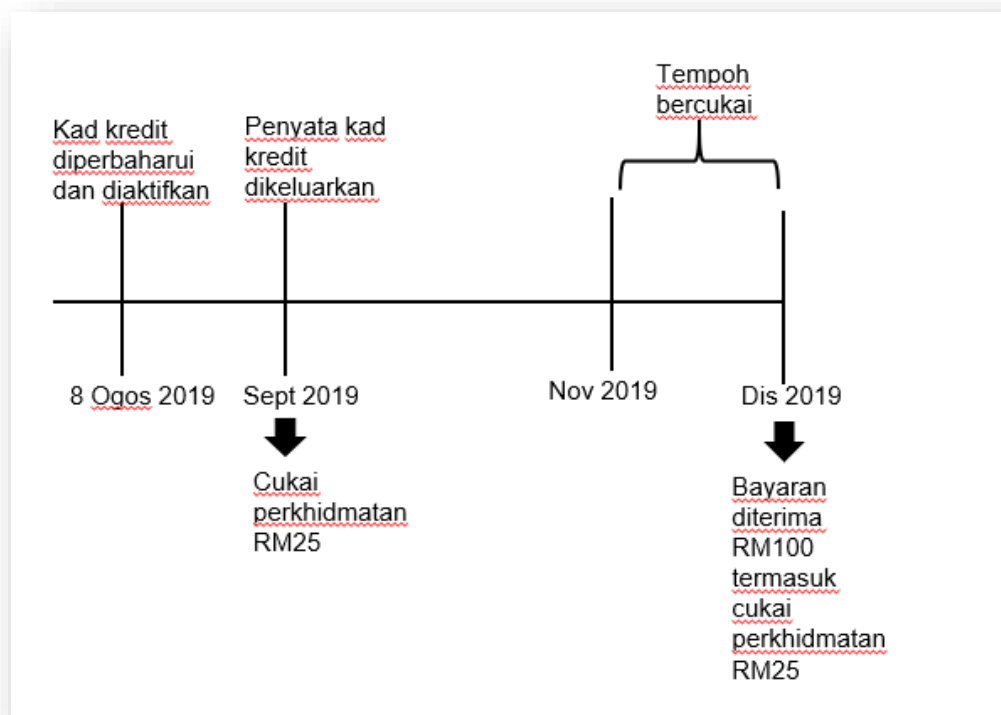 Tempoh
bercukai
Kad kredit
diperbaharui
dan diaktifkan
Penyata kad
kredit
dikeluarkan
8 Ogos 2019
Sept 2019
Nov 2019
Dis 2019
Cukai
perkhidmatan
RM25
Bayaran
diterima
RM100
termasuk
cukai
perkhidmatan
RM25